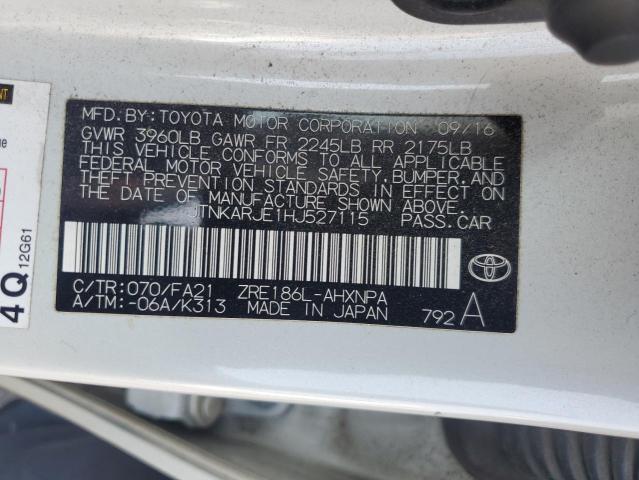 MFD. BY: TOYOTA MOTOR CORPORATION 09/16
GVWR 3960LB GAWR FR 2245LB RR 2175LB
THIS VEHICLE CONFORMS TO ALL APPLICABLE
FEDERAL MOTOR VEHICLE SAFETY, BUMPER, AND
THEFT PREVENTION STANDARDS IN EFFECT ON
THE DATE OF MANUFACTURE SHOWN ABOVE.
JTNKARJE1HJ527115 PASS.CAR
C/TR:070/FA21 ZRE186L-AHXNPA
A/TM:-06A/K313 MADE IN JAPAN
792 A
TOYOTA
4Q 12G61